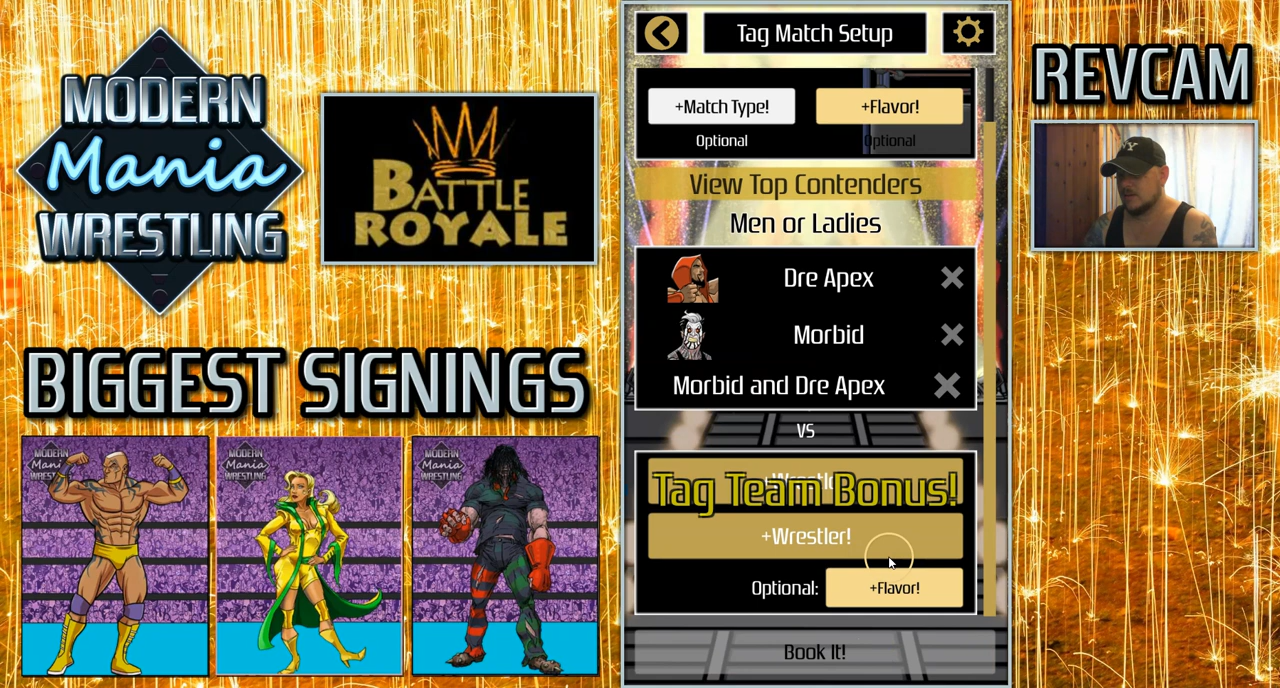 MODERN
Mania
WRESTLING
BATTLE
ROYALE
BIGGEST SIGNINGS
MODERN
Mani
WRESTLING
MODERN
Mania
WRESTLING
MODERN
Mania
WRESTLING
Tag Match Setup
+Match Type!
+Flavor!
Optional
Optional
View Top Contenders
Men or Ladies
Dre Apex
Morbid
Morbid and Dre Apex
VS
Tag Team Bonus!
+Wrestler!
Optional:
+Flavor!
Book It!
REVCAM